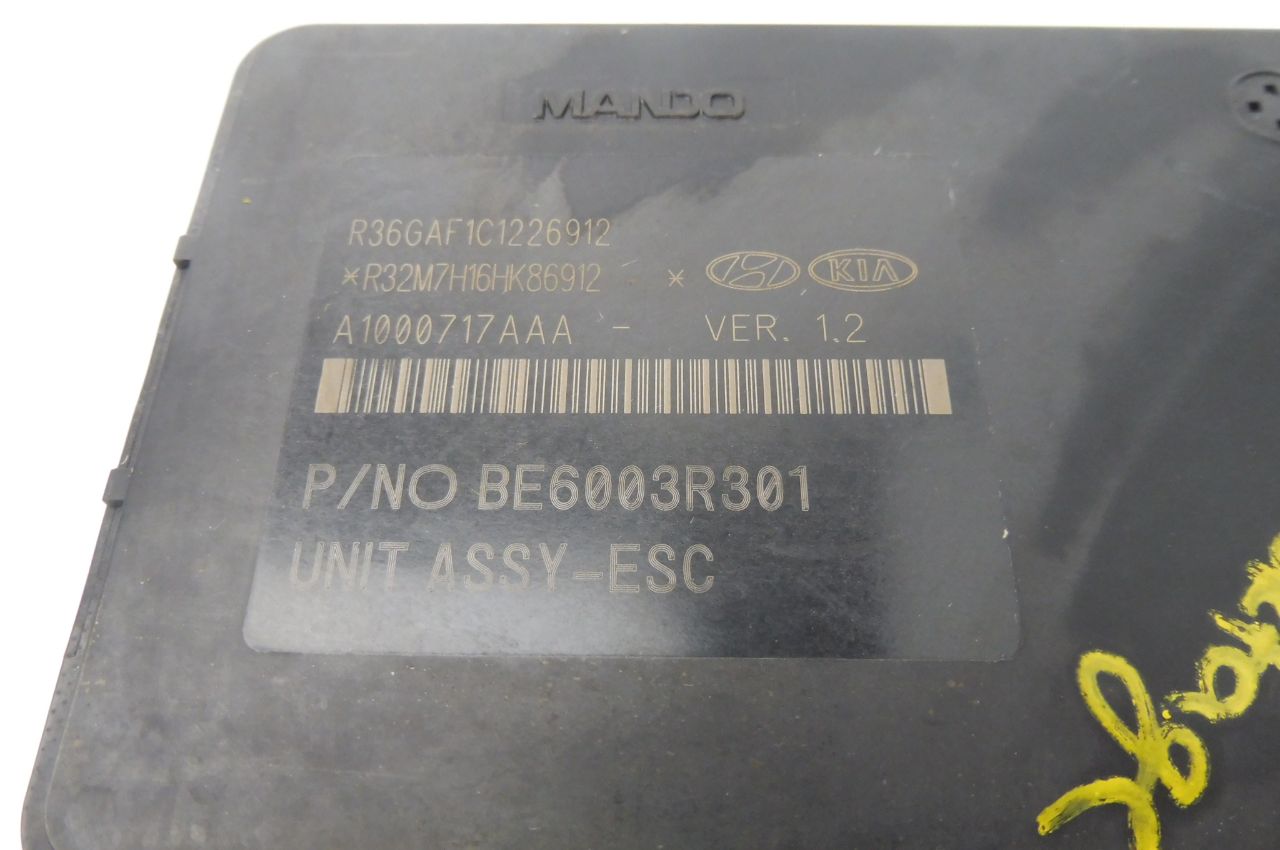 MANDO
R36GAF1C1226912
*R32M7H16HK86912 - *
KIA
A1000717AAA - VER. 1.2
P/NO BE6003R301
UNIT ASSY-ESC